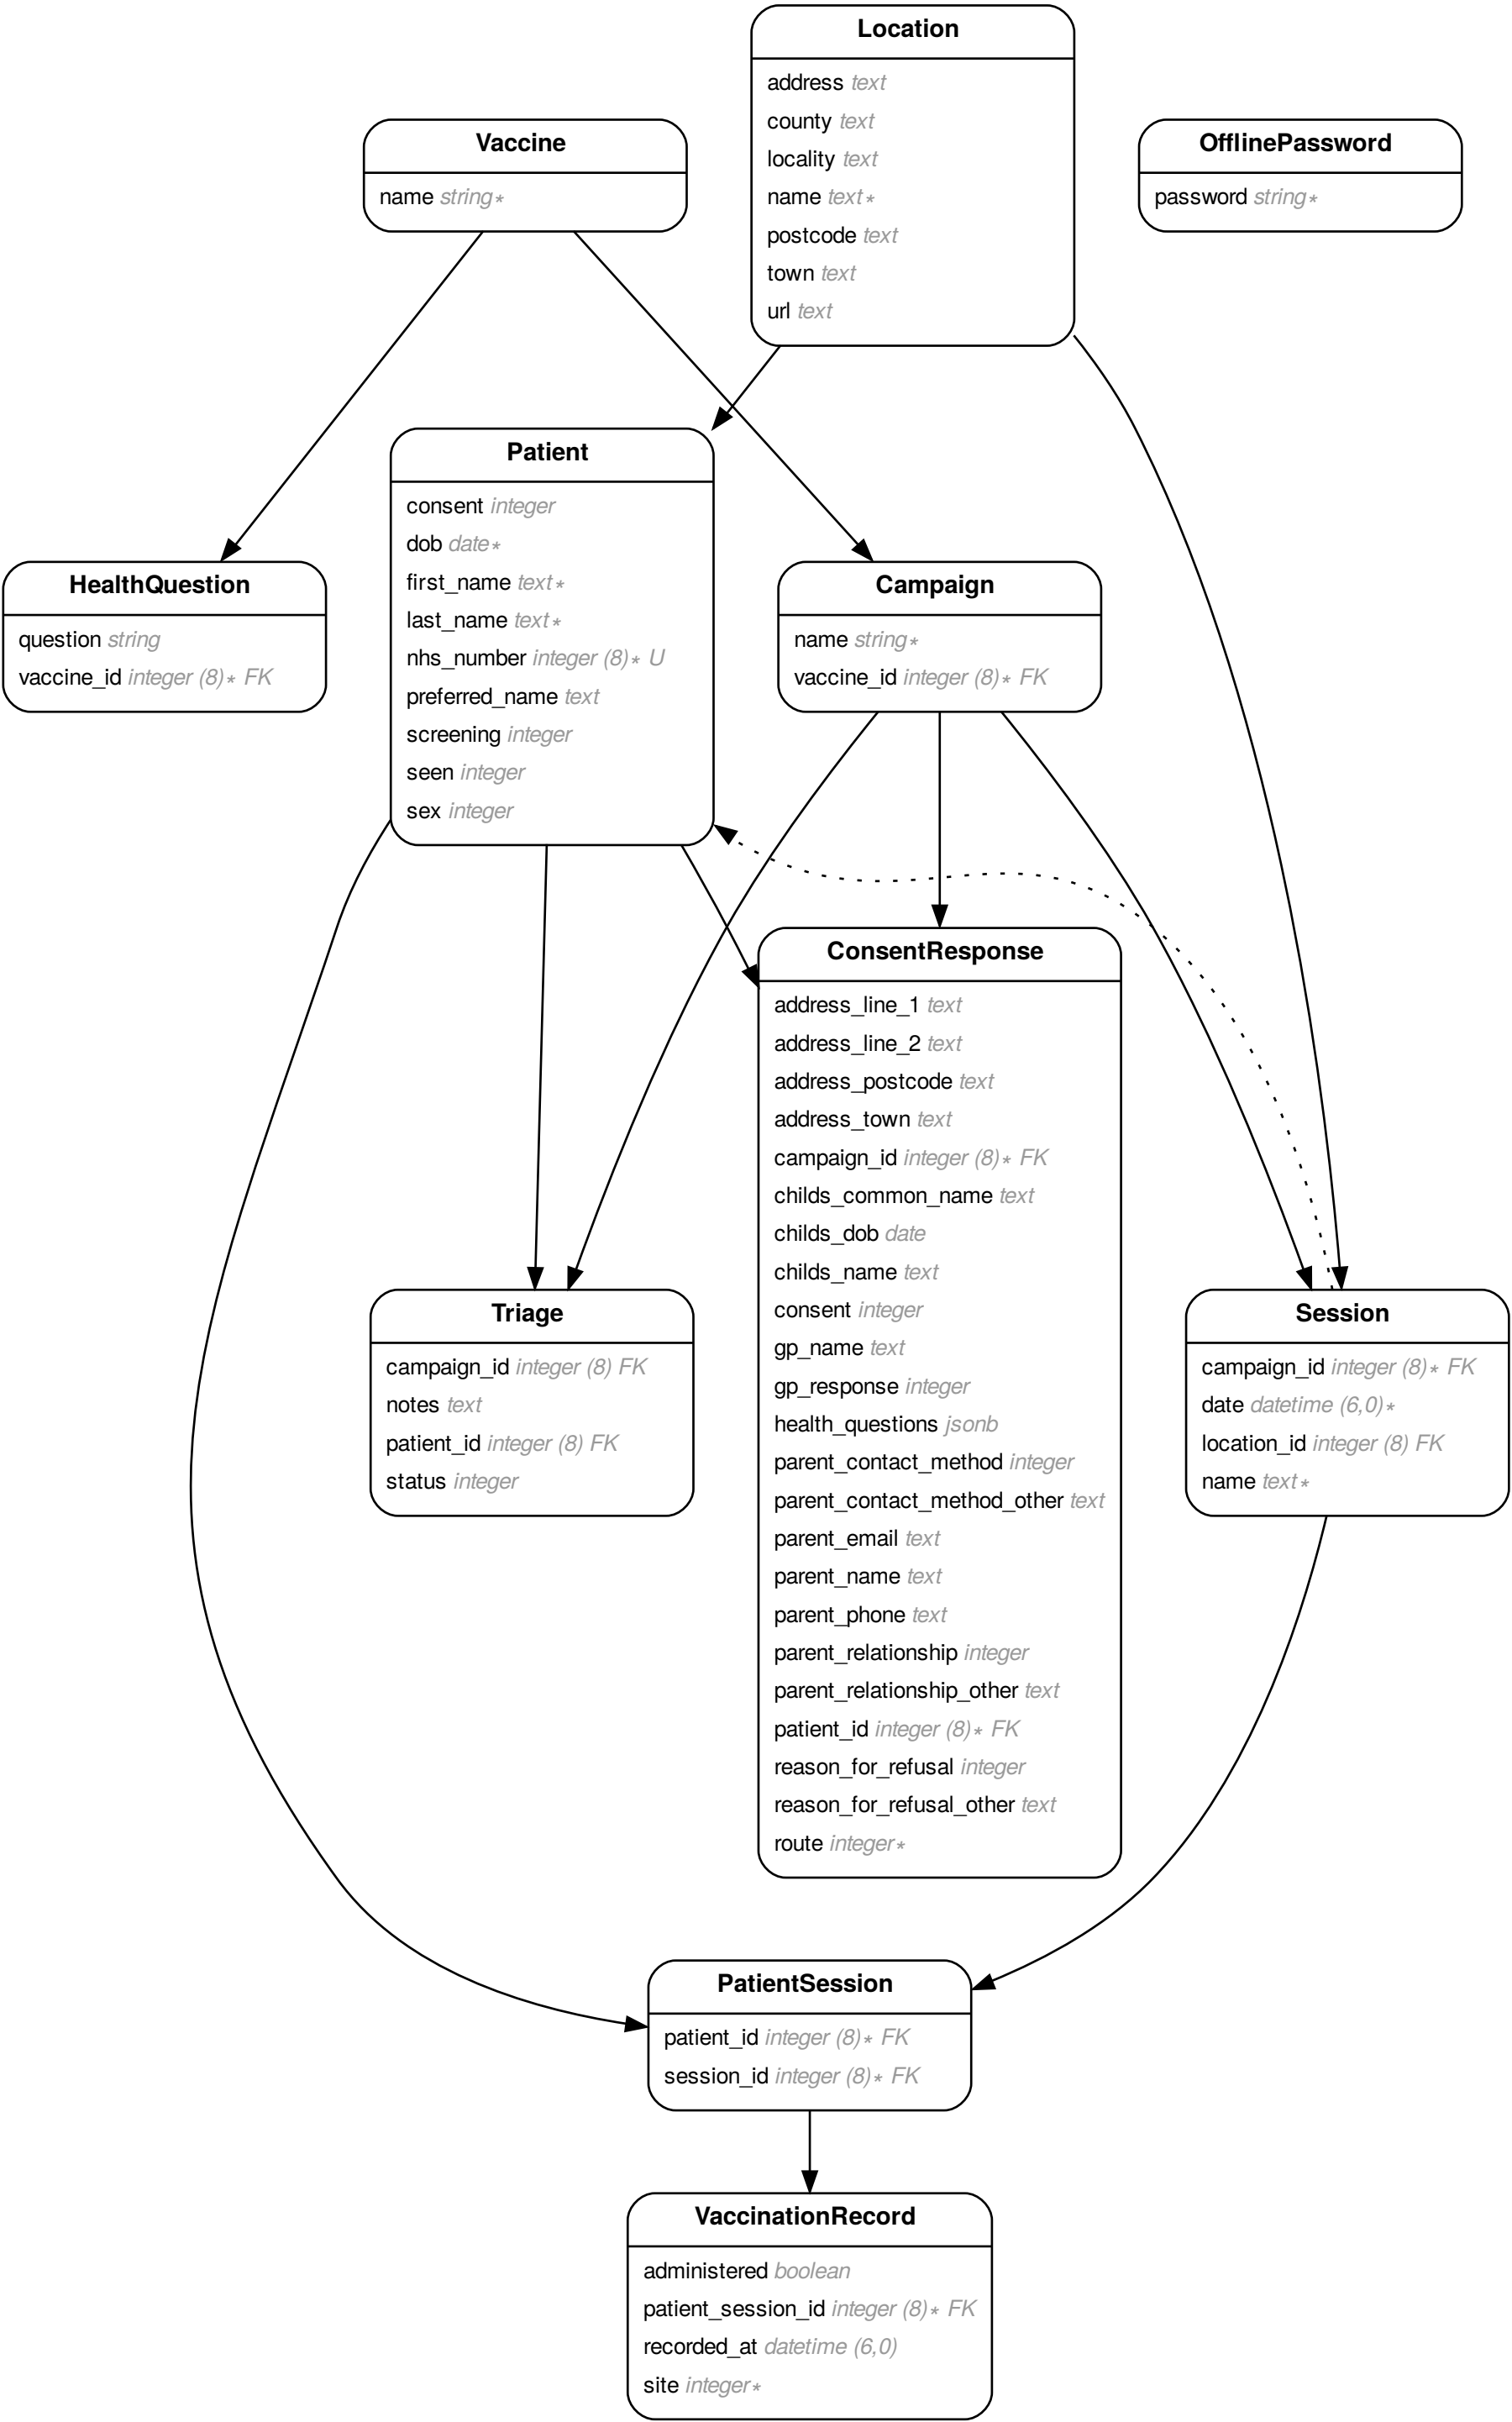 Location
address text
county text
locality text
name text∗
postcode text
town text
url text
Vaccine
name string∗
OfflinePassword
password string∗
Patient
consent integer
dob date∗
first_name text∗
last_name text∗
nhs_number integer (8)∗ U
preferred_name text
screening integer
seen integer
sex integer
HealthQuestion
question string
vaccine_id integer (8)∗ FK
Campaign
name string∗
vaccine_id integer (8)∗ FK
ConsentResponse
address_line_1 text
address_line_2 text
address_postcode text
address_town text
campaign_id integer (8)∗ FK
childs_common_name text
childs_dob date
childs_name text
consent integer
gp_name text
gp_response integer
health_questions jsonb
parent_contact_method integer
parent_contact_method_other text
parent_email text
parent_name text
parent_phone text
parent_relationship integer
parent_relationship_other text
patient_id integer (8)∗ FK
reason_for_refusal integer
reason_for_refusal_other text
route integer∗
Triage
campaign_id integer (8) FK
notes text
patient_id integer (8) FK
status integer
Session
campaign_id integer (8)∗ FK
date datetime (6,0)∗
location_id integer (8) FK
name text∗
PatientSession
patient_id integer (8)∗ FK
session_id integer (8)∗ FK
VaccinationRecord
administered boolean
patient_session_id integer (8)∗ FK
recorded_at datetime (6,0)
site integer∗